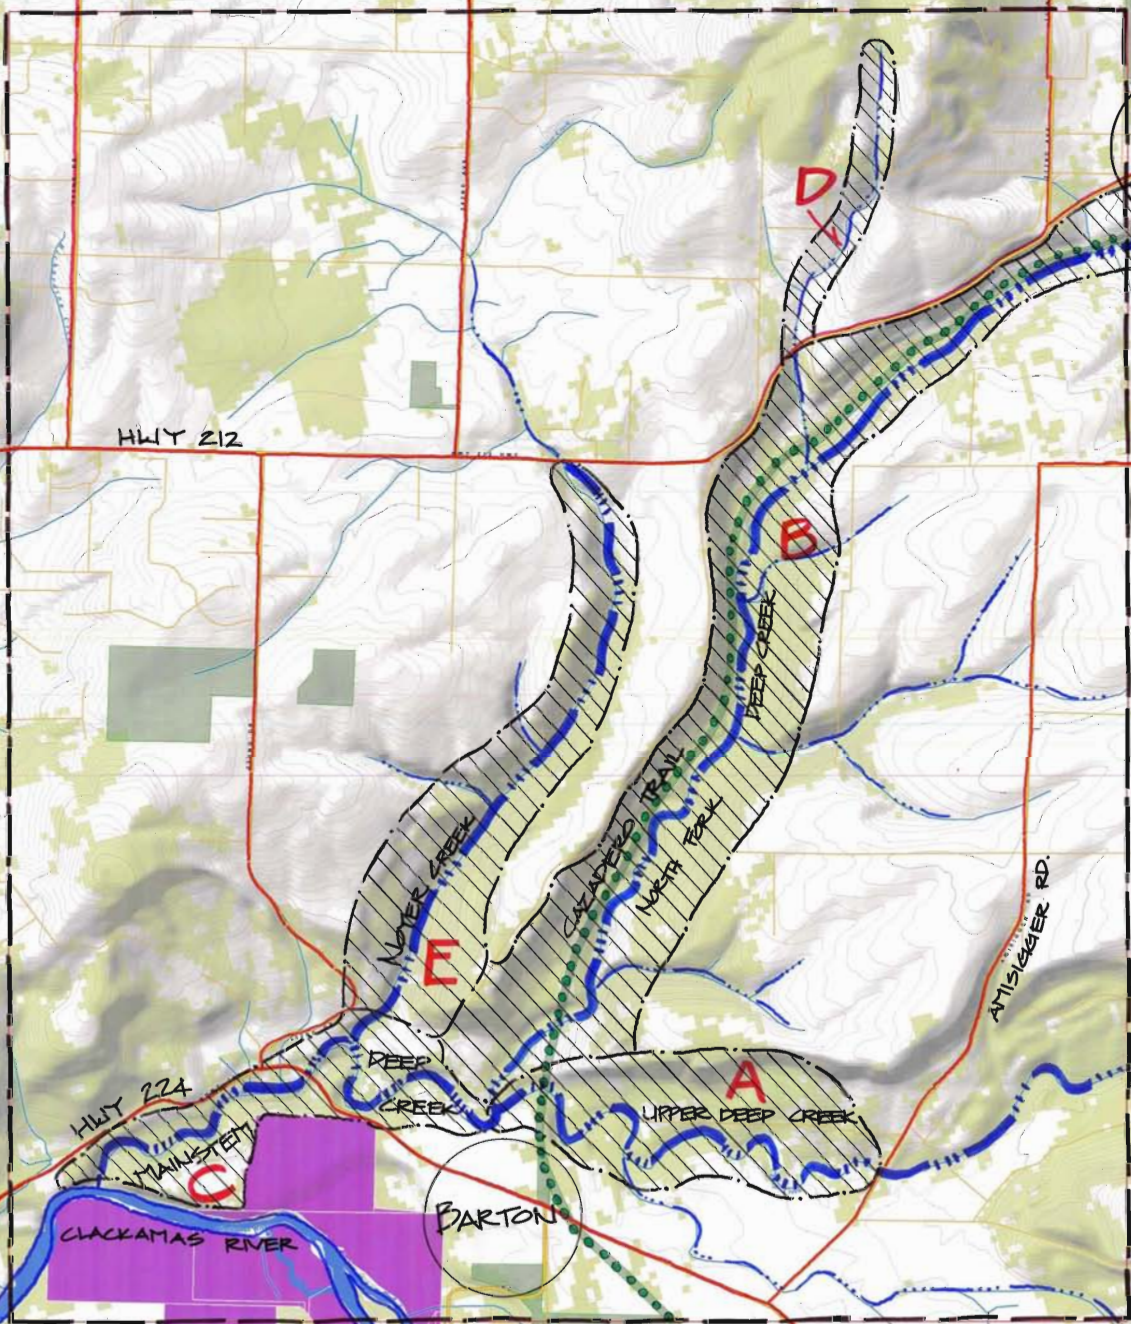 D
HWY 212
B
DEEP CREEK
CAZADERO TRAIL
NORTH FORK
NOYER CREEK
E
AMISIGGER RD.
DEEP
CREEK
A
UPPER DEEP CREEK
HWY 224
MAINSTEM
C
BARTON
CLACKAMAS RIVER